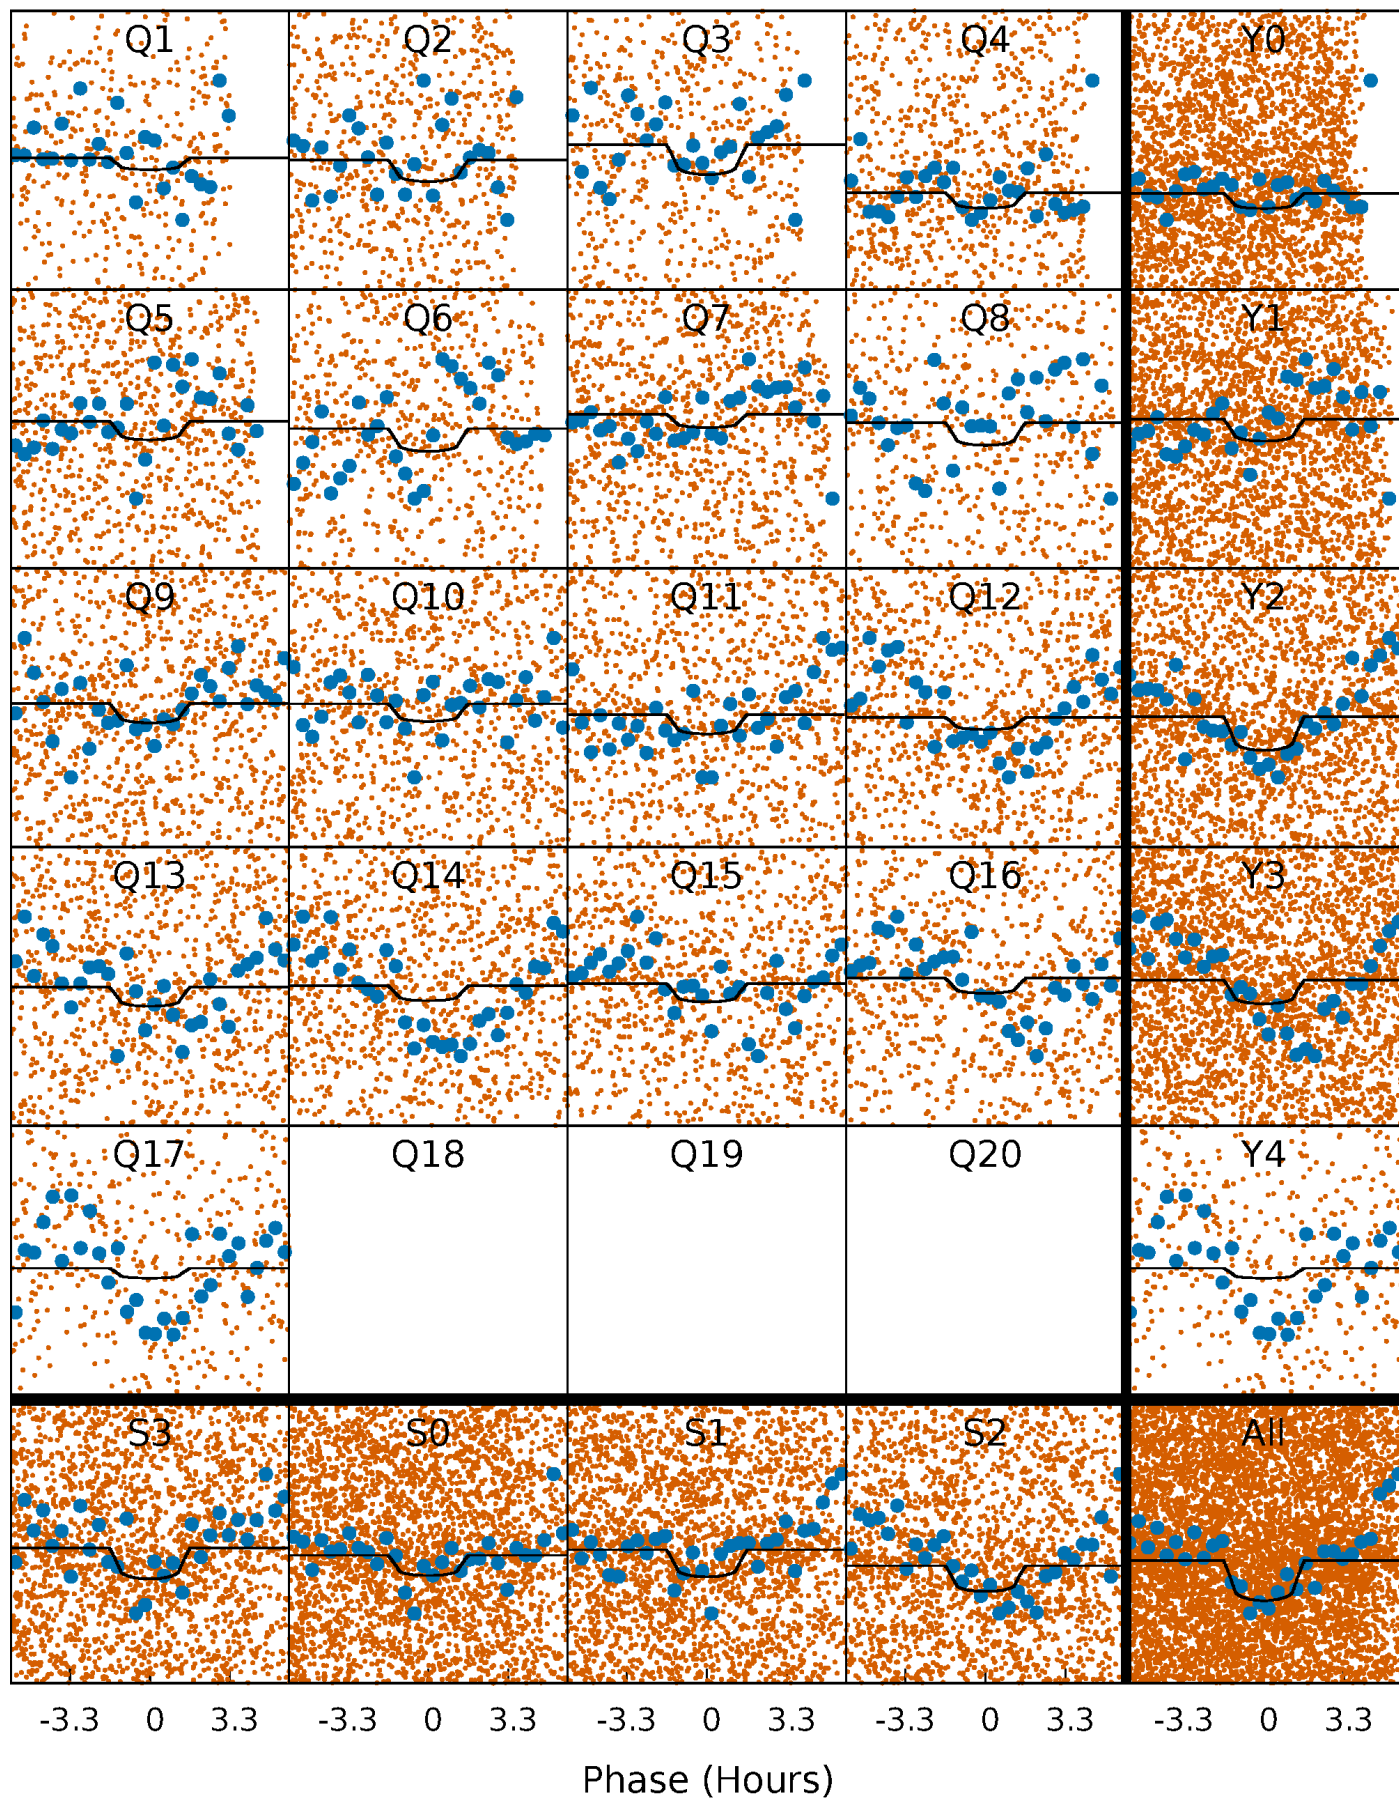 Q1 Q2 Q3 Q4 Y0
Q5 Q6 Q7 Q8 Y1
Q9 Q10 Q11 Q12 Y2
Q13 Q14 Q15 Q16 Y3
Q17 Q18 Q19 Q20 Y4
S3 S0 S1 S2 All
-3.3 0 3.3 -3.3 0 3.3 -3.3 0 3.3 -3.3 0 3.3 -3.3 0 3.3
Phase (Hours)